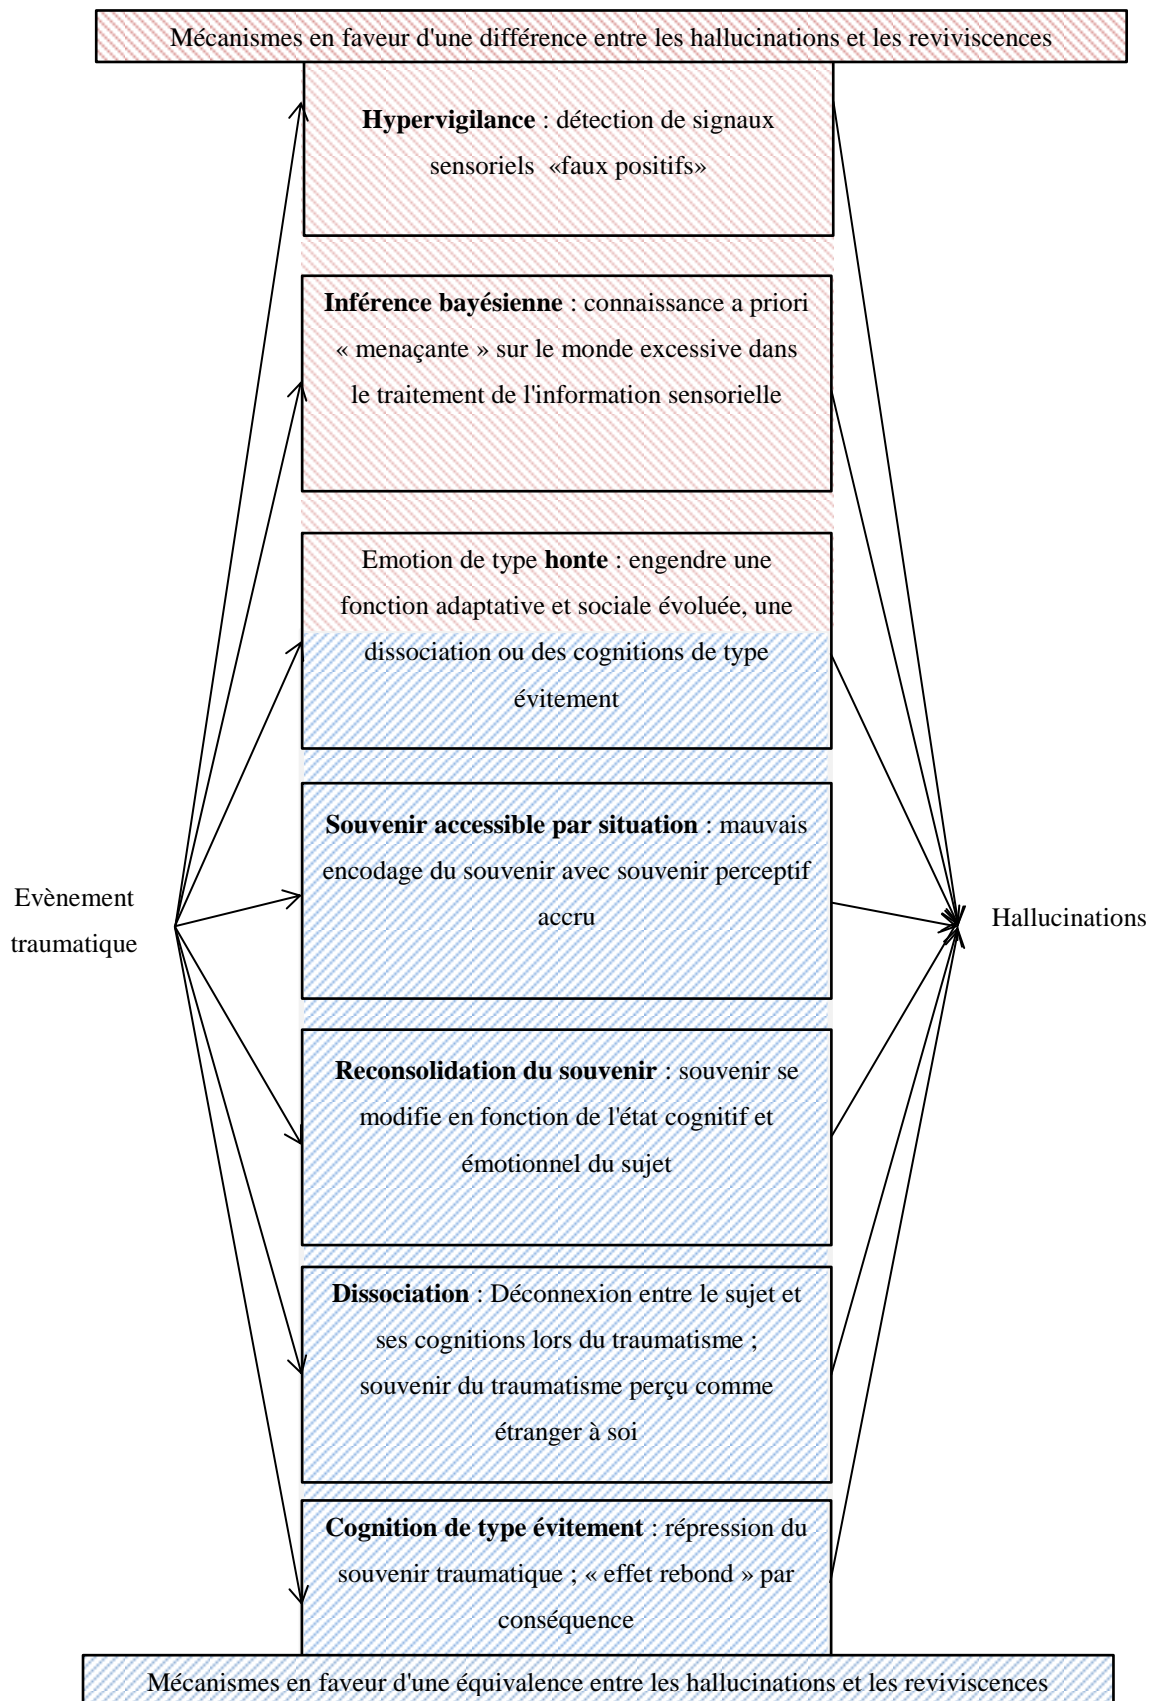 Mécanismes en faveur d'une différence entre les hallucinations et les reviviscences
Hypervigilance : détection de signaux
sensoriels «faux positifs»
Inférence bayésienne : connaissance a priori
« menaçante » sur le monde excessive dans
le traitement de l'information sensorielle
Emotion de type honte : engendre une
fonction adaptative et sociale évoluée, une
dissociation ou des cognitions de type
évitement
Souvenir accessible par situation : mauvais
encodage du souvenir avec souvenir perceptif
accru
Evènement
traumatique
Hallucinations
Reconsolidation du souvenir : souvenir se
modifie en fonction de l'état cognitif et
émotionnel du sujet
Dissociation : Déconnexion entre le sujet et
ses cognitions lors du traumatisme ;
souvenir du traumatisme perçu comme
étranger à soi
Cognition de type évitement : répression du
souvenir traumatique ; « effet rebond » par
conséquence
Mécanismes en faveur d'une équivalence entre les hallucinations et les reviviscences